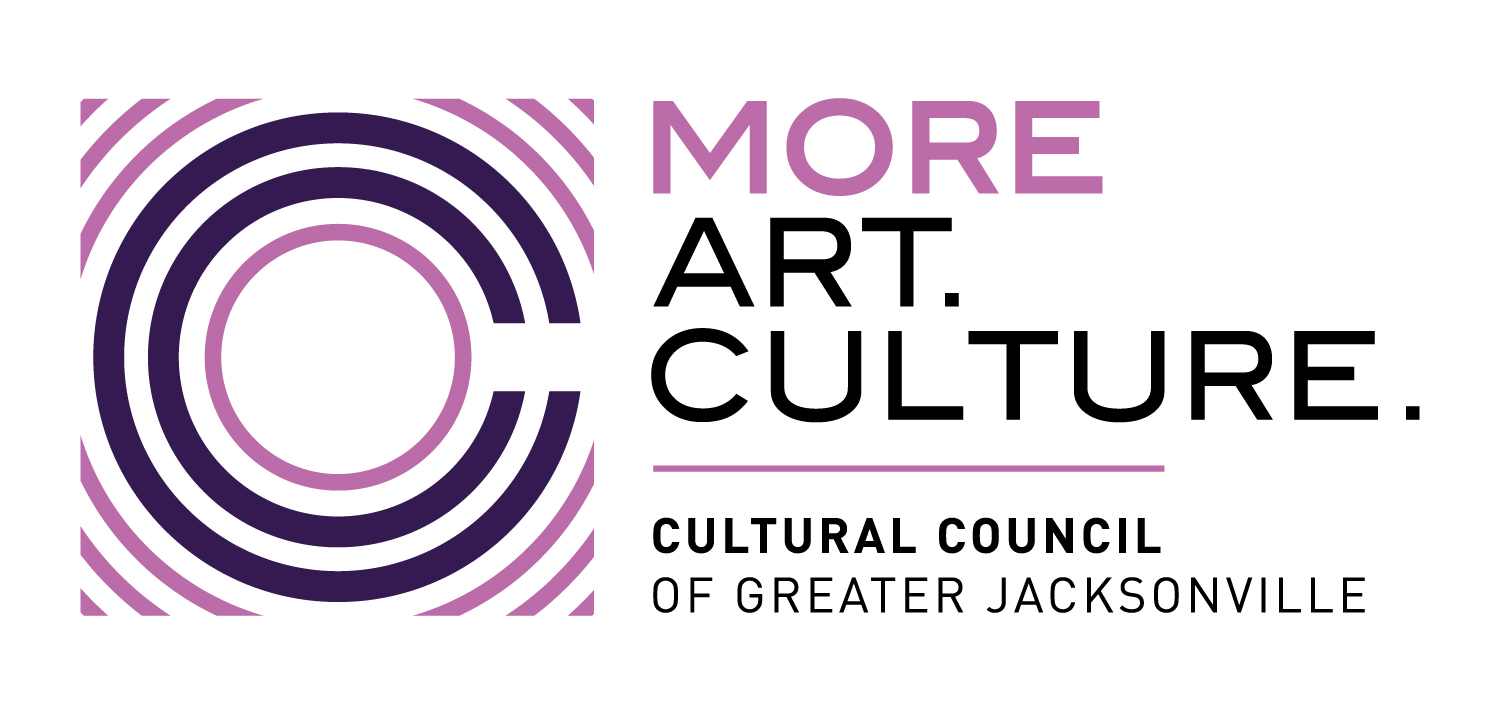 MORE
ART.
CULTURE.
CULTURAL COUNCIL
OF GREATER JACKSONVILLE